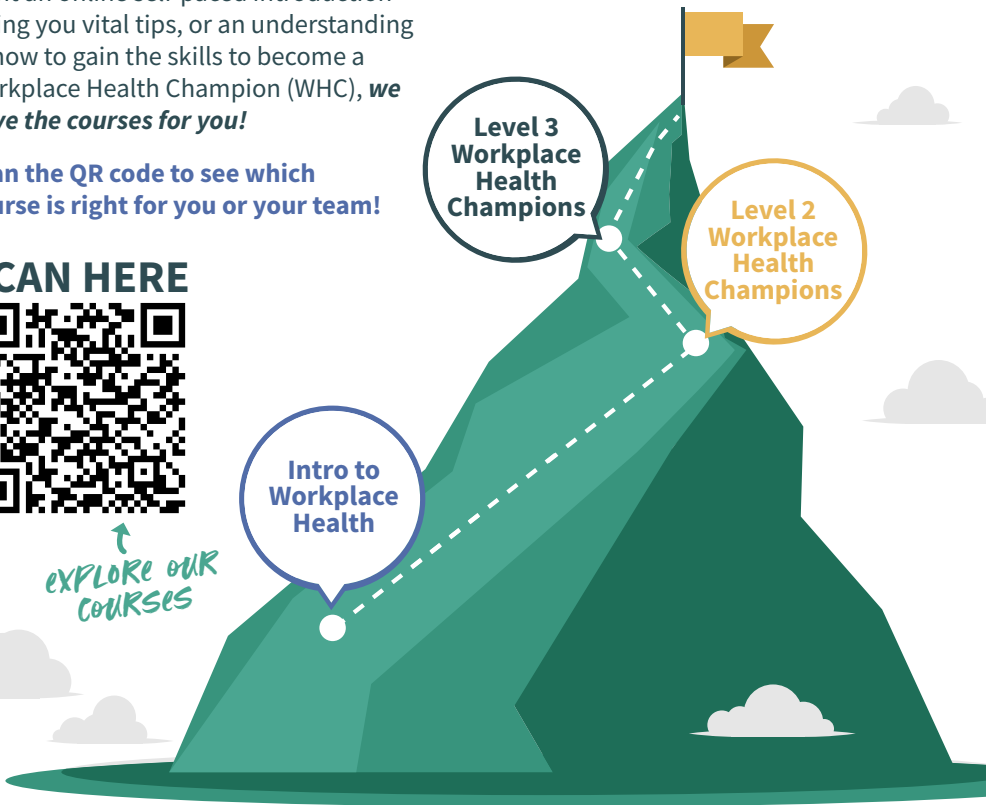 ing you vital tips, or an understanding
how to gain the skills to become a
rkplace Health Champion (WHC), we
ve the courses for you!
an the QR code to see which
urse is right for you or your team!
CAN HERE
EXPLORE OUR
COURSES
Level 3
Workplace
Health
Champions
Level 2
Workplace
Health
Champions
Intro to
Workplace
Health